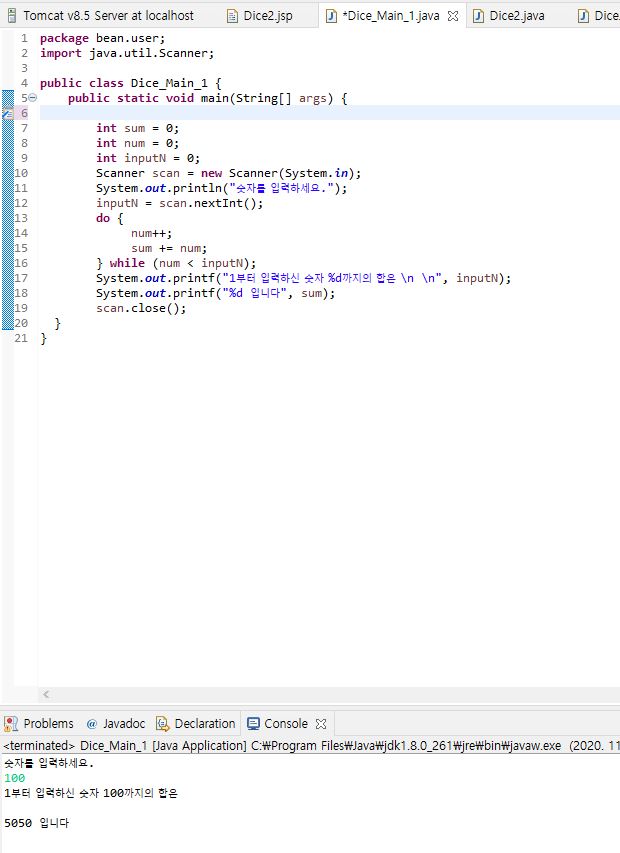 Tomcat v8.5 Server at localhost Dice2.jsp *Dice_Main_1.java Dice2.java Dice
1 package bean.user;
2 import java.util.Scanner;
3
4 public class Dice_Main_1 {
5 public static void main(String[] args) {
6
7 int sum = 0;
8 int num = 0;
9 int inputN = 0;
10 Scanner scan = new Scanner(System.in);
11 System.out.println("숫자를 입력하세요.");
12 inputN = scan.nextInt();
13 do {
14 num++;
15 sum += num;
16 } while (num < inputN);
17 System.out.printf("1부터 입력하신 숫자 %d까지의 합은 \n \n", inputN);
18 System.out.printf("%d 입니다", sum);
19 scan.close();
20 }
21 }
Problems @ Javadoc Declaration Console
<terminated> Dice_Main_1 [Java Application] C:₩Program Files₩Java₩jdk1.8.0_261₩jre₩bin₩javaw.exe (2020. 11
숫자를 입력하세요.
100
1부터 입력하신 숫자 100까지의 합은
5050 입니다